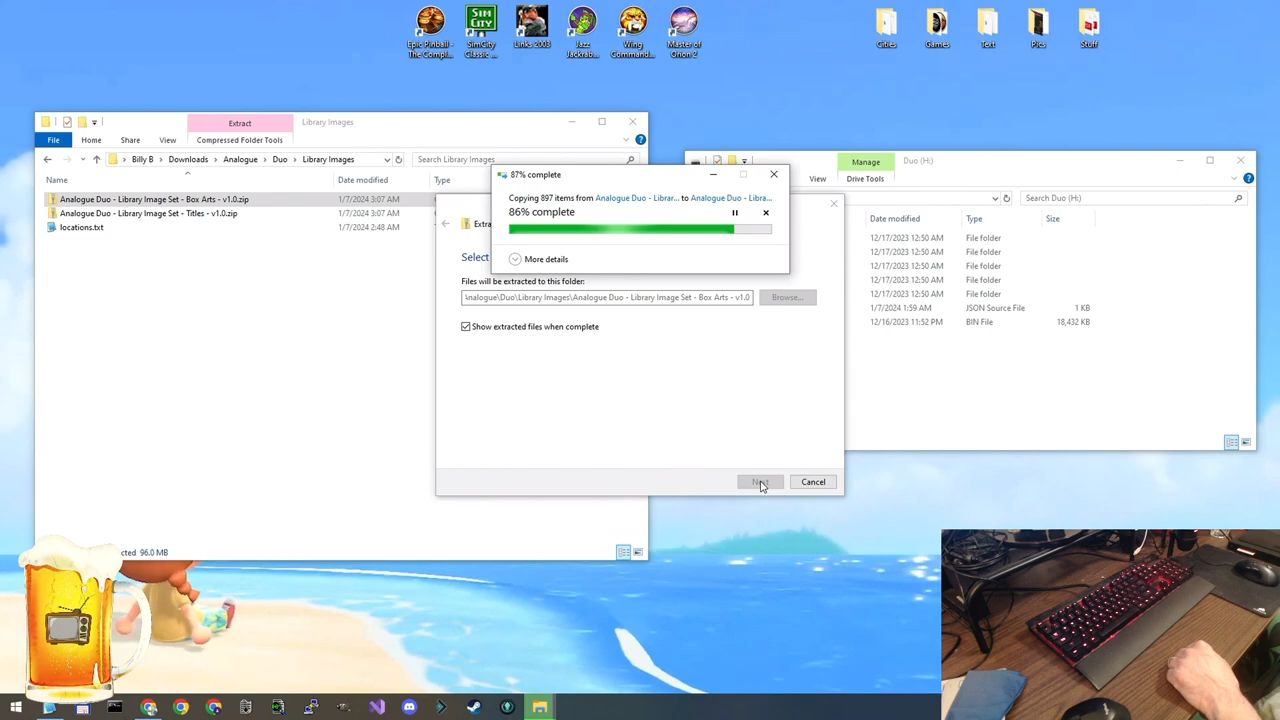 Epic Pinball -
The Compl...
SIM
CITY
SimCity
Classic ...
Links 2003
Jazz
Jackrab...
Wing
Command...
Master of
Orion 2
Cities
Games
Text
Pics
Stuff
Extract
Library Images
File
Home
Share
View
Compressed Folder Tools
Billy B
Downloads
Analogue
Duo
Library Images
Search Library Images
Name
Date modified
Type
Analogue Duo - Library Image Set - Box Arts - v1.0.zip
1/7/2024 3:07 AM
Analogue Duo - Library Image Set - Titles - v1.0.zip
1/7/2024 3:07 AM
locations.txt
1/7/2024 2:48 AM
96.0 MB
87% complete
Copying 897 items from Analogue Duo - Librar... to Analogue Duo - Libra...
86% complete
More details
Extra
Select
Files will be extracted to this folder:
\nalogue\Duo\Library Images\Analogue Duo - Library Image Set - Box Arts - v1.0
Browse...
Show extracted files when complete
Next
Cancel
Manage
Duo (H:)
View
Drive Tools
Search Duo (H:)
Date modified
Type
Size
12/17/2023 12:50 AM
File folder
12/17/2023 12:50 AM
File folder
12/17/2023 12:50 AM
File folder
12/17/2023 12:50 AM
File folder
12/17/2023 12:50 AM
File folder
1/7/2024 1:59 AM
JSON Source File
1 KB
12/16/2023 11:52 PM
BIN File
18,432 KB